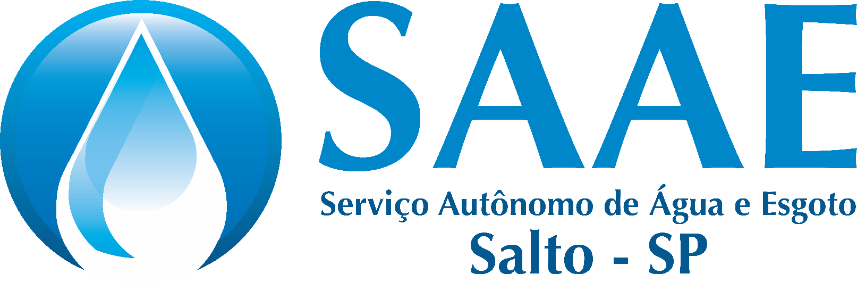 SAAE
Serviço Autônomo de Água e Esgoto
Salto - SP